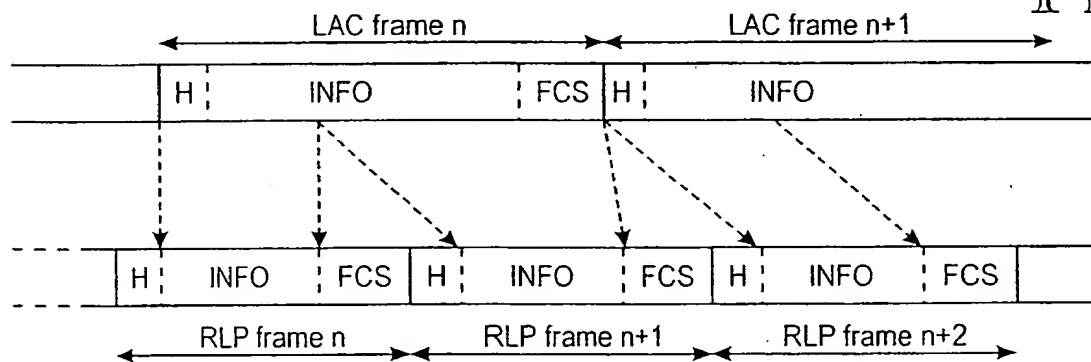 LAC frame n LAC frame n+1
H INFO FCS H INFO
H INFO FCS H INFO FCS H INFO FCS
RLP frame n RLP frame n+1 RLP frame n+2